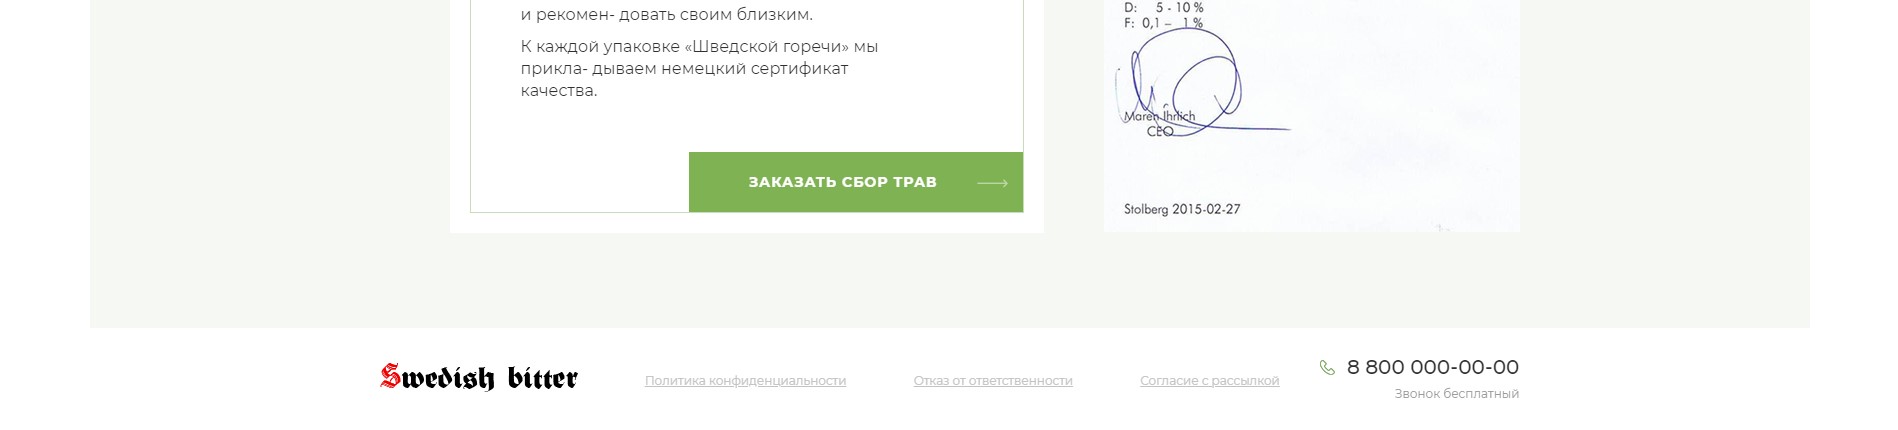 и рекомен- довать своим близким.
К каждой упаковке «Шведской горечи» мы
прикла- дываем немецкий сертификат
качества.
ЗАКАЗАТЬ СБОР ТРАВ
D: 5 - 10 %
F: 0,1 – 1 %
Maren Ihrlich
CEO
Stolberg 2015-02-27
Swedish bitter
Политика конфиденциальности
Отказ от ответственности
Согласие с рассылкой
8 800 000-00-00
Звонок бесплатный